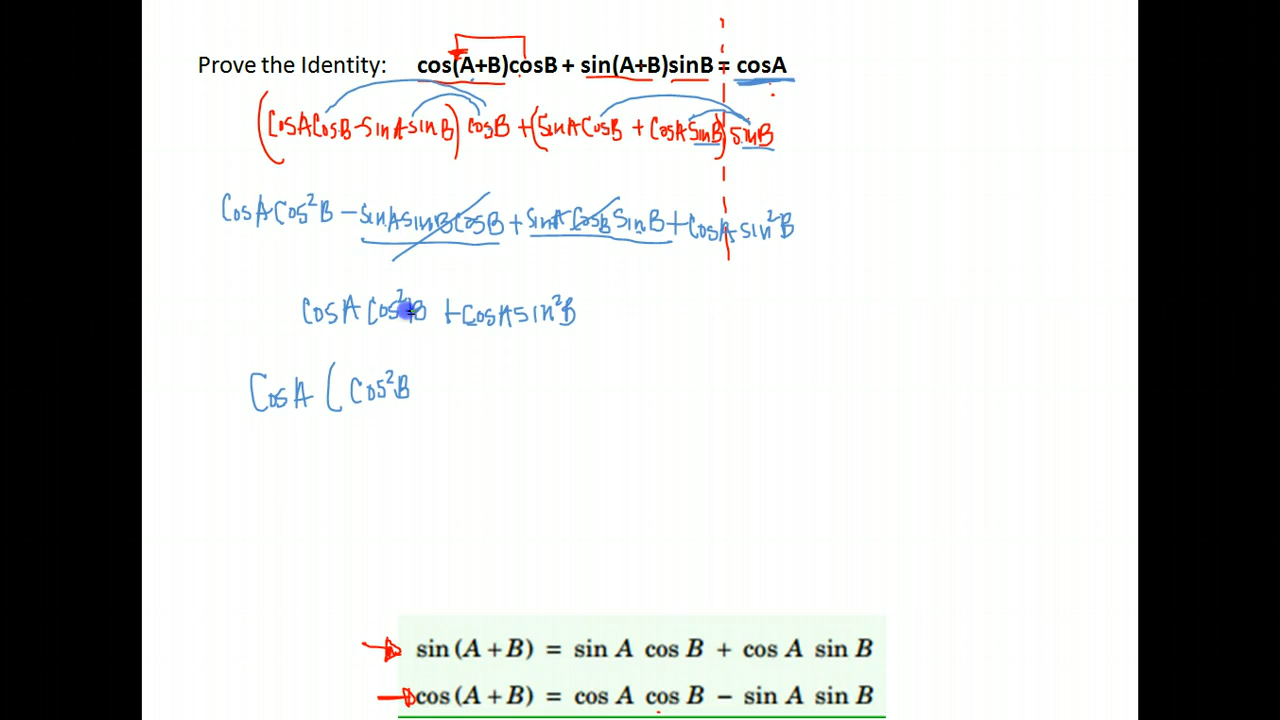 Prove the Identity: cos(A+B)cosB + sin(A+B)sinB = cosA
(CosACosB-SinAsinB) cosB +(SinACosB + CosASinB) sinB
CosACos²B - sinAsinBCosB + sinACosBSinB + CosAsin²B
CosACos²B + CosAsin²B
CosA (Cos²B
sin (A + B) = sin A cos B + cos A sin B
cos (A + B) = cos A cos B − sin A sin B